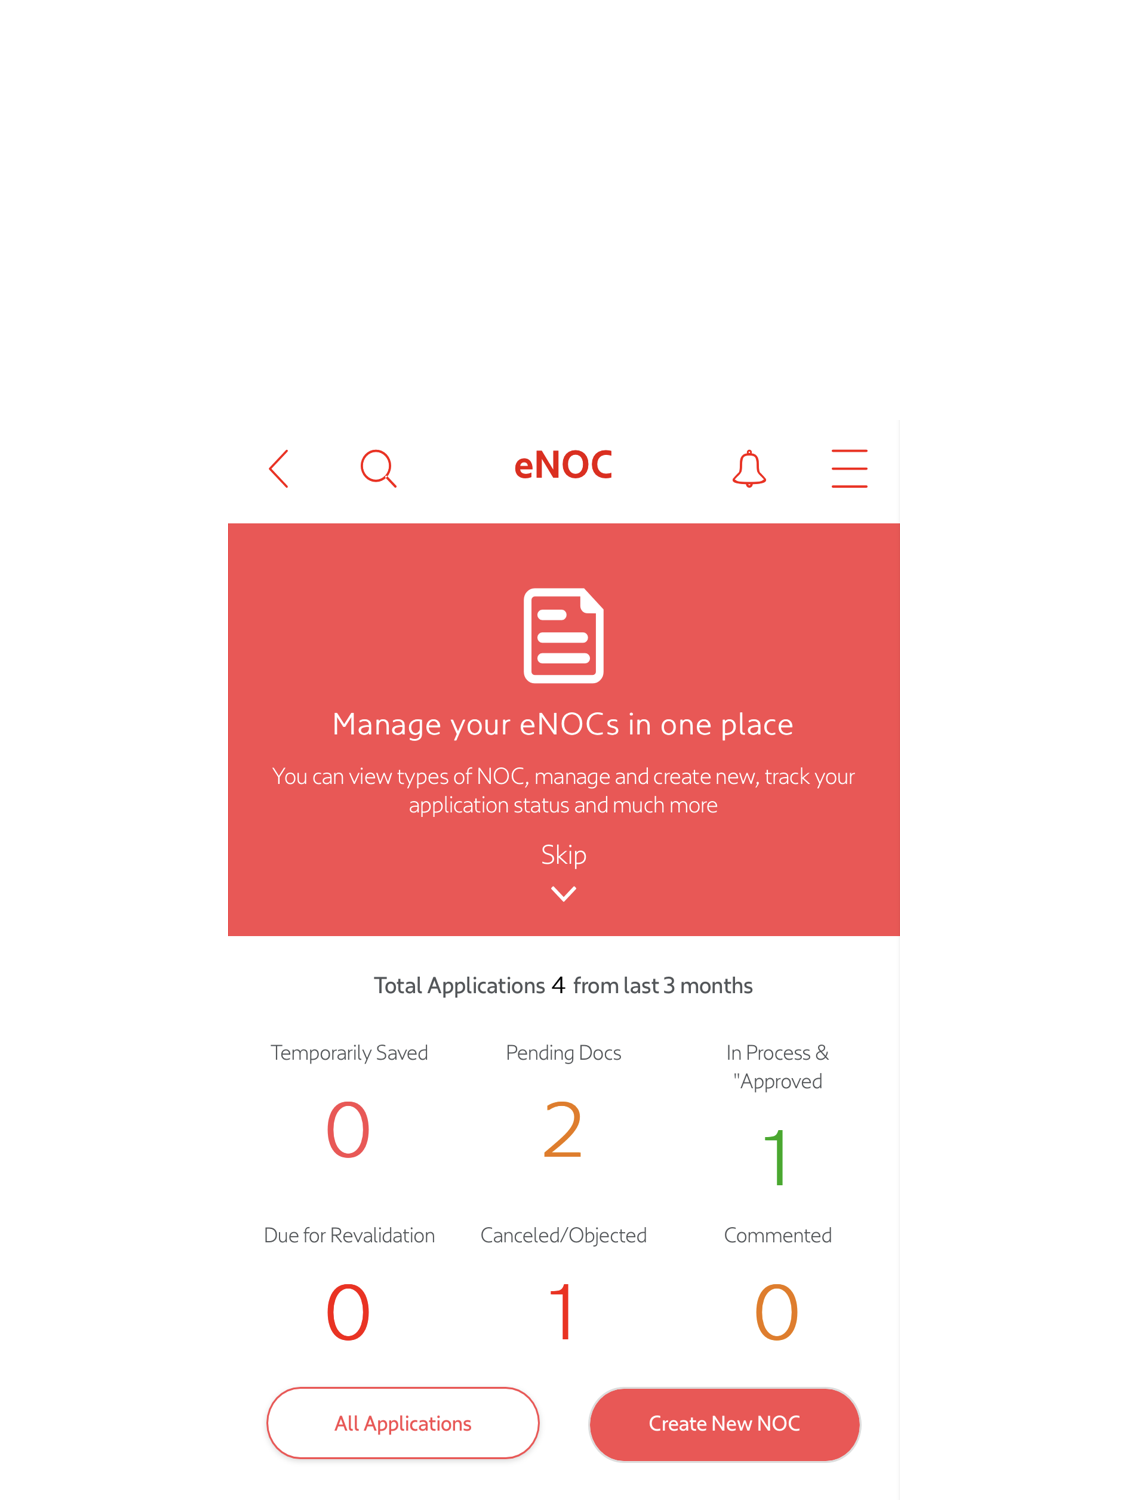 eNOC
Manage your eNOCs in one place
You can view types of NOC, manage and create new, track your
application status and much more
Skip
Total Applications 4 from last 3 months
Temporarily Saved
Pending Docs
In Process &
"Approved
0
2
1
Due for Revalidation
Canceled/Objected
Commented
0
1
0
All Applications
Create New NOC